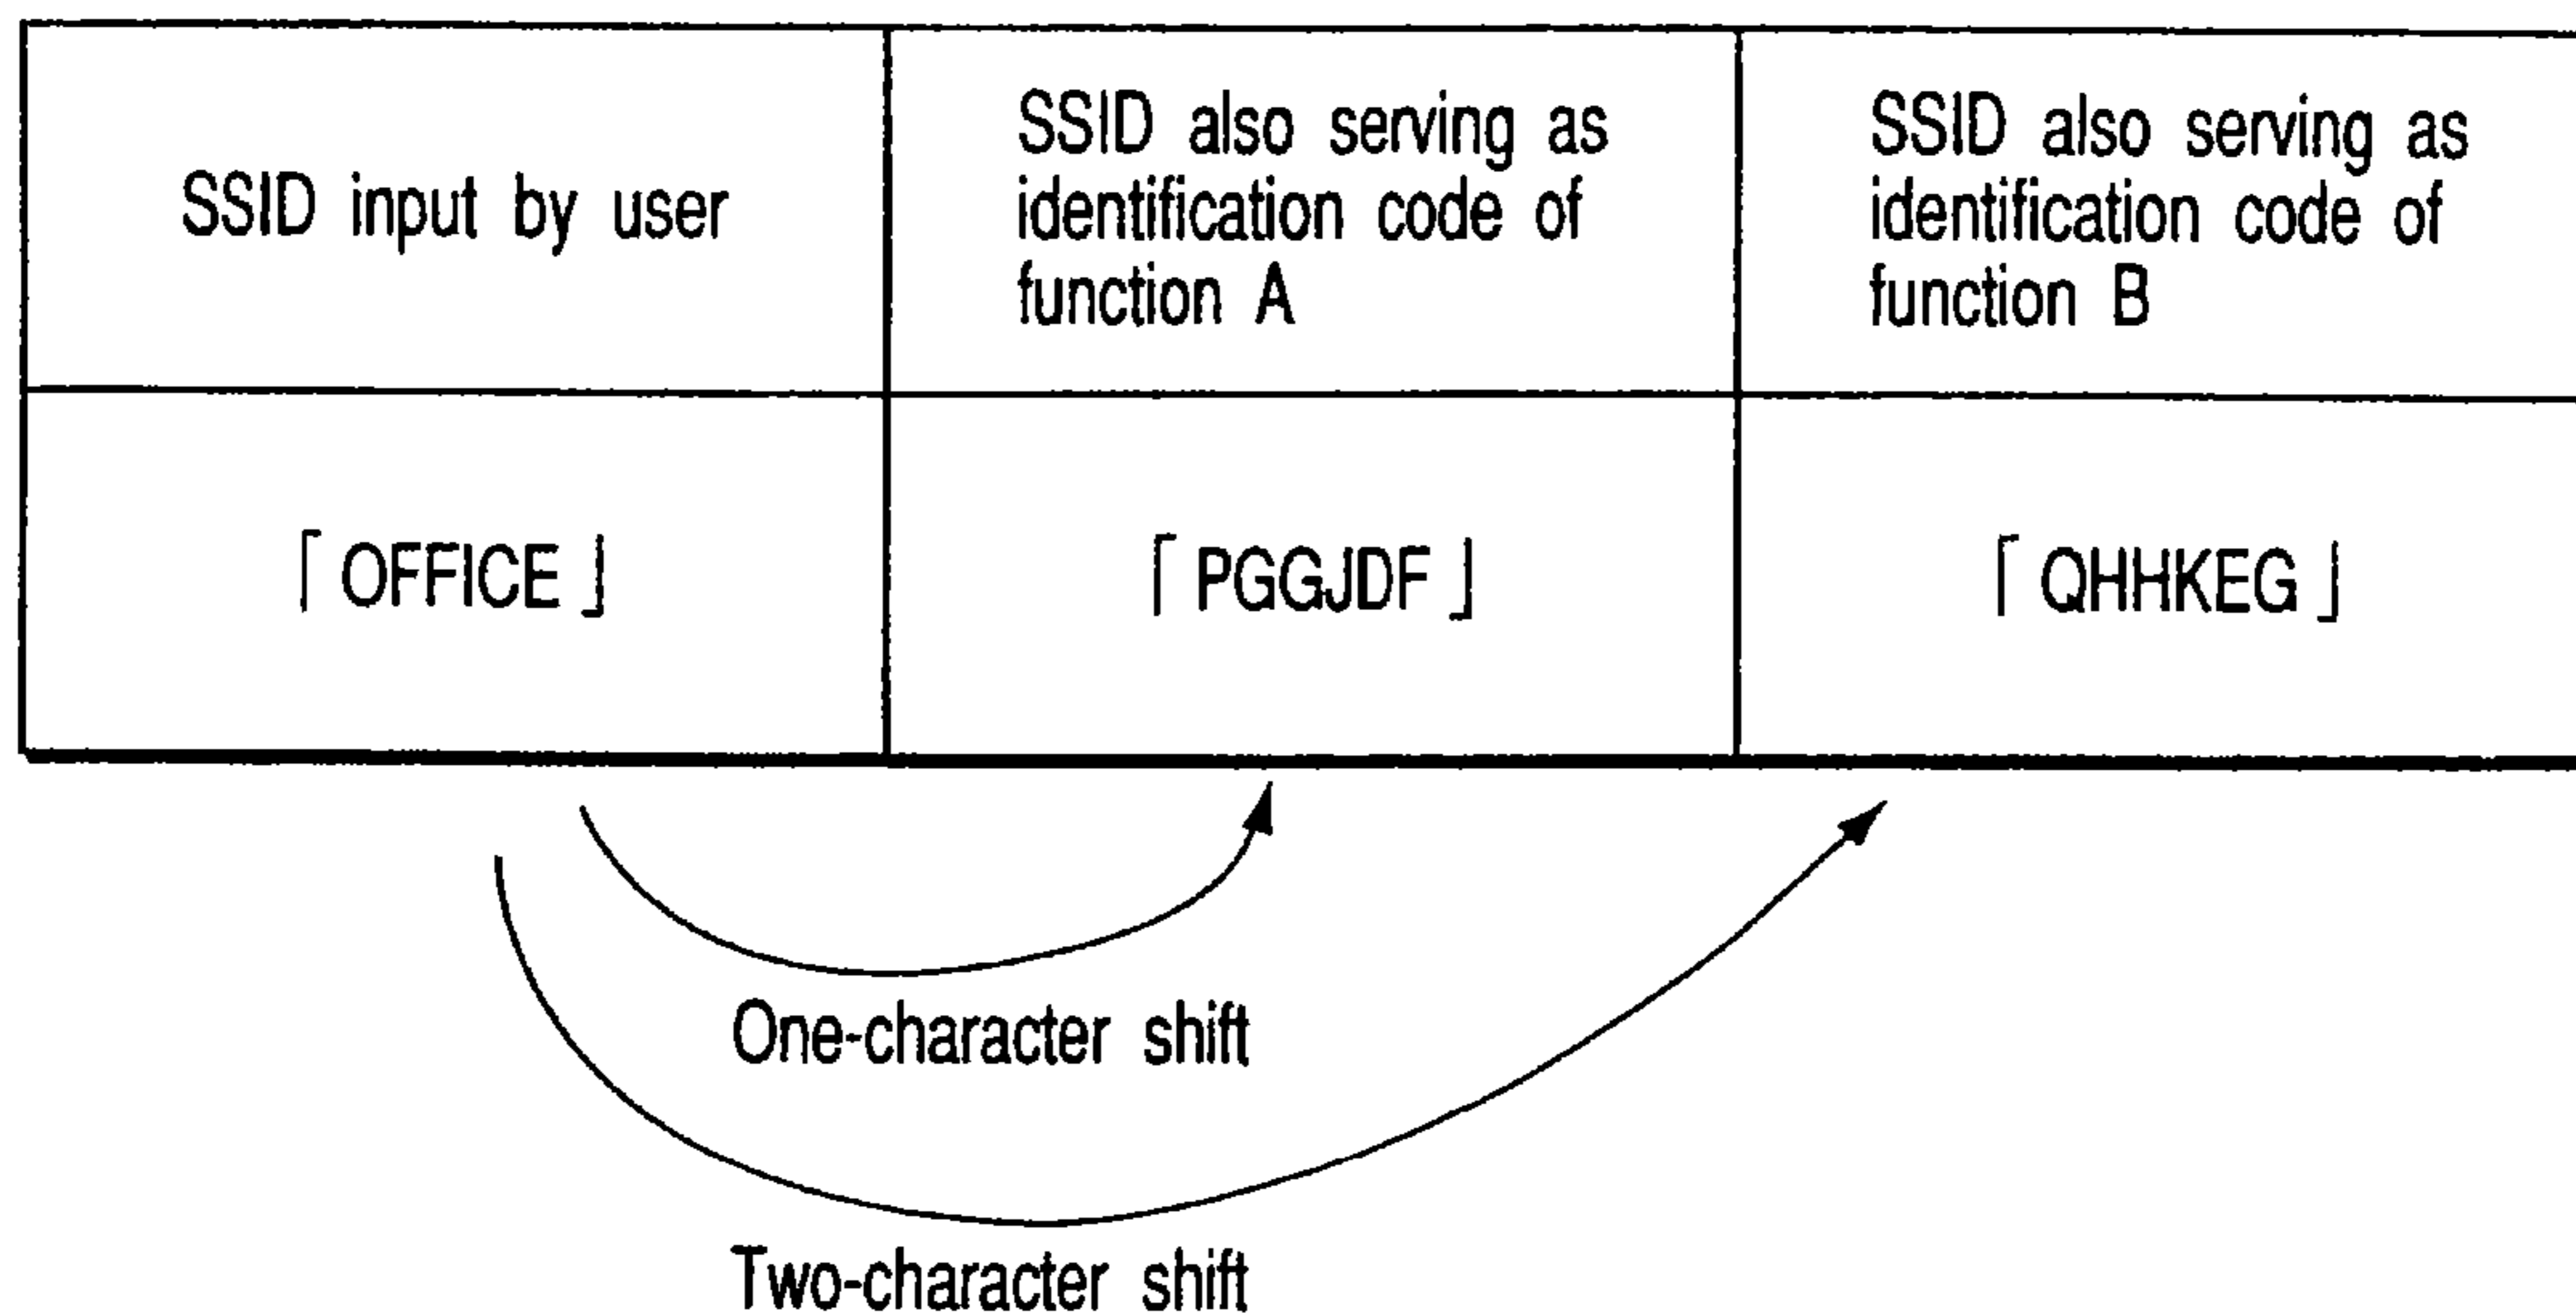 SSID input by user
SSID also serving as
identification code of
function A
SSID also serving as
identification code of
function B
「 OFFICE 」
「 PGGJDF 」
「 QHHKEG 」
One-character shift
Two-character shift